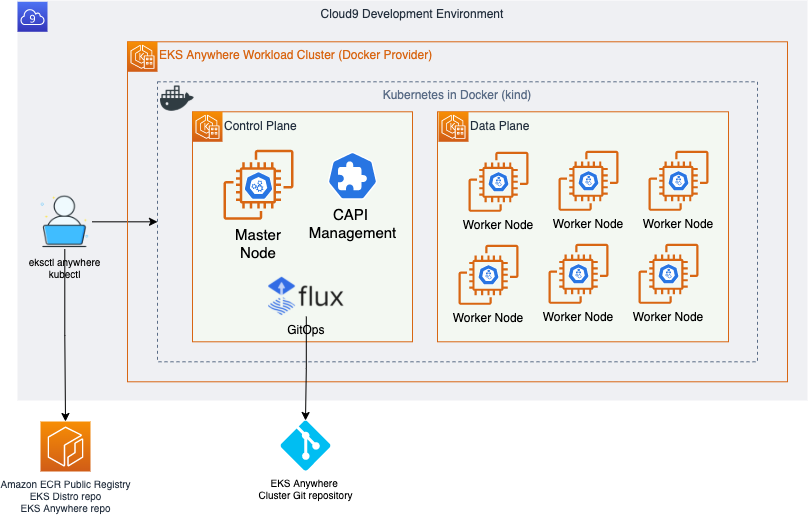 9
Cloud9 Development Environment
EKS Anywhere Workload Cluster (Docker Provider)
Kubernetes in Docker (kind)
Control Plane
Master
Node
CAPI
Management
flux
GitOps
Data Plane
Worker Node
Worker Node
Worker Node
Worker Node
Worker Node
Worker Node
eksctl anywhere
kubectl
Amazon ECR Public Registry
EKS Distro repo
EKS Anywhere repo
EKS Anywhere
Cluster Git repository